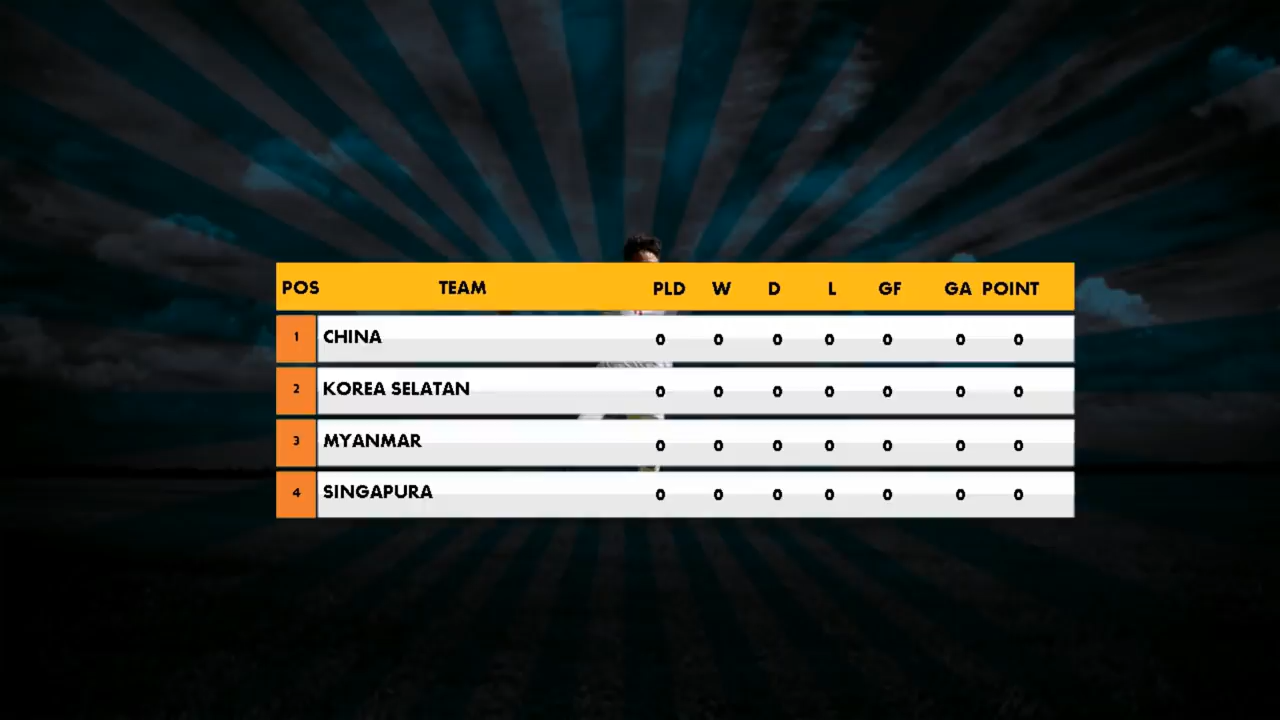 POS TEAM PLD W D L GF GA POINT
1 CHINA 0 0 0 0 0 0 0
2 KOREA SELATAN 0 0 0 0 0 0 0
3 MYANMAR 0 0 0 0 0 0 0
4 SINGAPURA 0 0 0 0 0 0 0